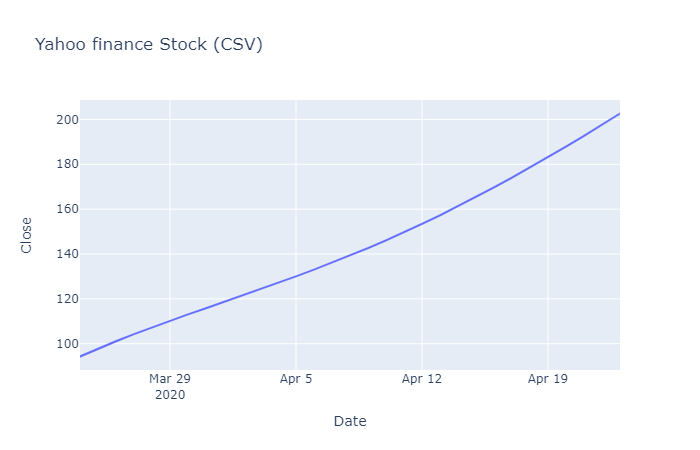 Yahoo finance Stock (CSV)
200
180
160
140
120
100
Close
Mar 29
2020
Apr 5
Apr 12
Apr 19
Date